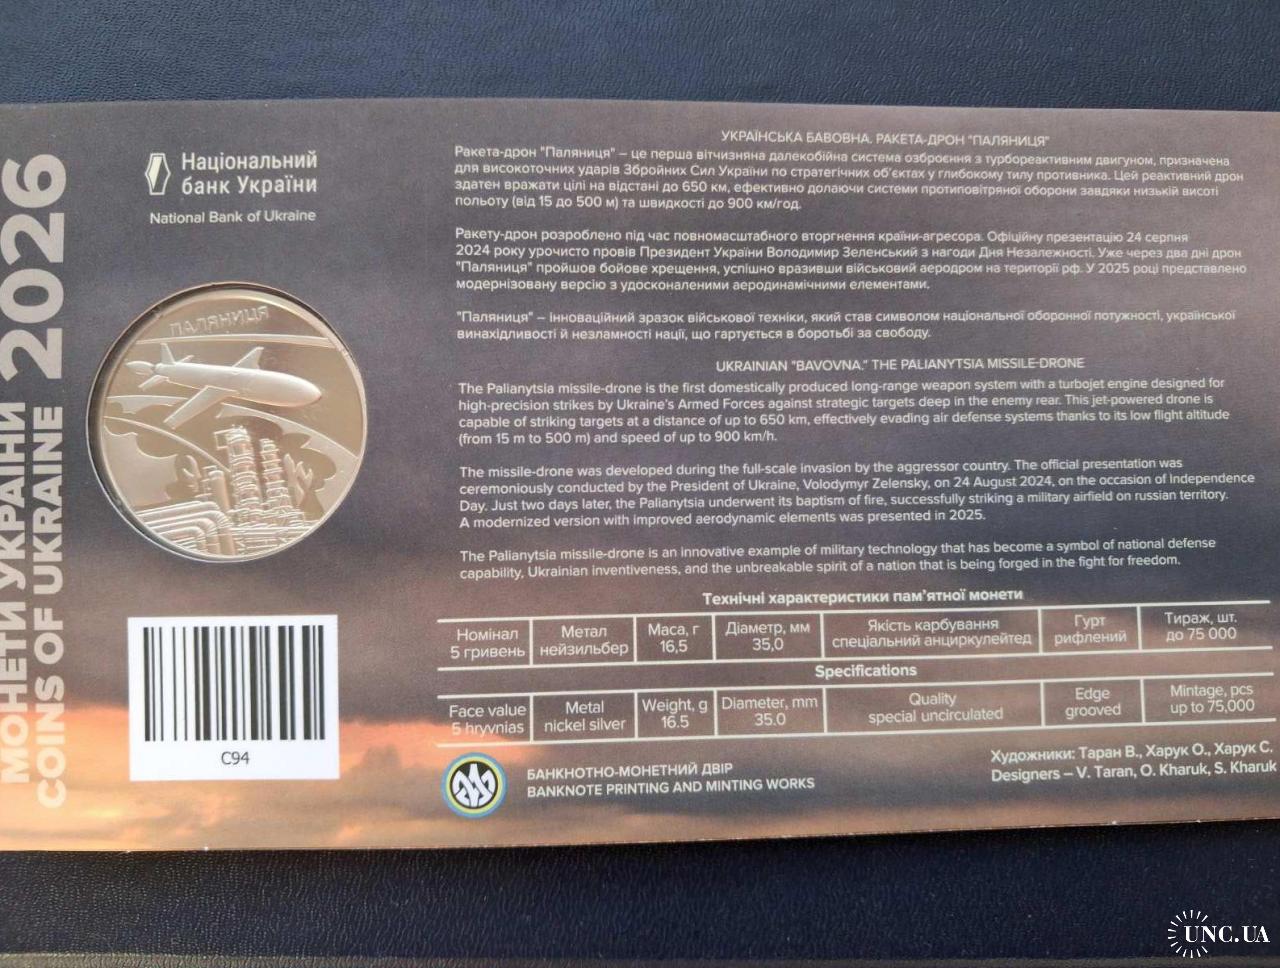 МОНЕТИ УКРАЇНИ
COINS OF UKRAINE
2026
Національний
банк України
National Bank of Ukraine
ПАЛЯНИЦЯ
C94
УКРАЇНСЬКА БАВОВНА. РАКЕТА-ДРОН "ПАЛЯНИЦЯ"
Ракета-дрон "Паляниця" – це перша вітчизняна далекобійна система озброєння з турбореактивним двигуном, призначена
для високоточних ударів Збройних Сил України по стратегічних об'єктах у глибокому тилу противника. Цей реактивний дрон
здатен вражати цілі на відстані до 650 км, ефективно долаючи системи протиповітряної оборони завдяки низькій висоті
польоту (від 15 до 500 м) та швидкості до 900 км/год.
Ракету-дрон розроблено під час повномасштабного вторгнення країни-агресора. Офіційну презентацію 24 серпня
2024 року урочисто провів Президент України Володимир Зеленський з нагоди Дня Незалежності. Уже через два дні дрон
"Паляниця" пройшов бойове хрещення, успішно вразивши військовий аеродром на території рф. У 2025 році представлено
модернізовану версію з удосконаленими аеродинамічними елементами.
"Паляниця" – інноваційний зразок військової техніки, який став символом національної оборонної потужності, української
винахідливості й незламності нації, що гартується в боротьбі за свободу.
UKRAINIAN "BAVOVNA." THE PALIANYTSIA MISSILE-DRONE
The Palianytsia missile-drone is the first domestically produced long-range weapon system with a turbojet engine designed for
high-precision strikes by Ukraine's Armed Forces against strategic targets deep in the enemy rear. This jet-powered drone is
capable of striking targets at a distance of up to 650 km, effectively evading air defense systems thanks to its low flight altitude
(from 15 m to 500 m) and speed of up to 900 km/h.
The missile-drone was developed during the full-scale invasion by the aggressor country. The official presentation was
ceremoniously conducted by the President of Ukraine, Volodymyr Zelensky, on 24 August 2024, on the occasion of Independence
Day. Just two days later, the Palianytsia underwent its baptism of fire, successfully striking a military airfield on russian territory.
A modernized version with improved aerodynamic elements was presented in 2025.
The Palianytsia missile-drone is an innovative example of military technology that has become a symbol of national defense
capability, Ukrainian inventiveness, and the unbreakable spirit of a nation that is being forged in the fight for freedom.
Технічні характеристики пам'ятної монети
Номінал
5 гривень
Метал
нейзильбер
Маса, г
16,5
Діаметр, мм
35,0
Якість карбування
спеціальний анциркулейтед
Гурт
рифлений
Тираж, шт.
до 75 000
Specifications
Face value
5 hryvnias
Metal
nickel silver
Weight, g
16.5
Diameter, mm
35.0
Quality
special uncirculated
Edge
grooved
Mintage, pcs
up to 75,000
БАНКНОТНО-МОНЕТНИЙ ДВІР
BANKNOTE PRINTING AND MINTING WORKS
Художники: Таран В., Харук О., Харук С.
Designers – V. Taran, O. Kharuk, S. Kharuk
UNC.UA